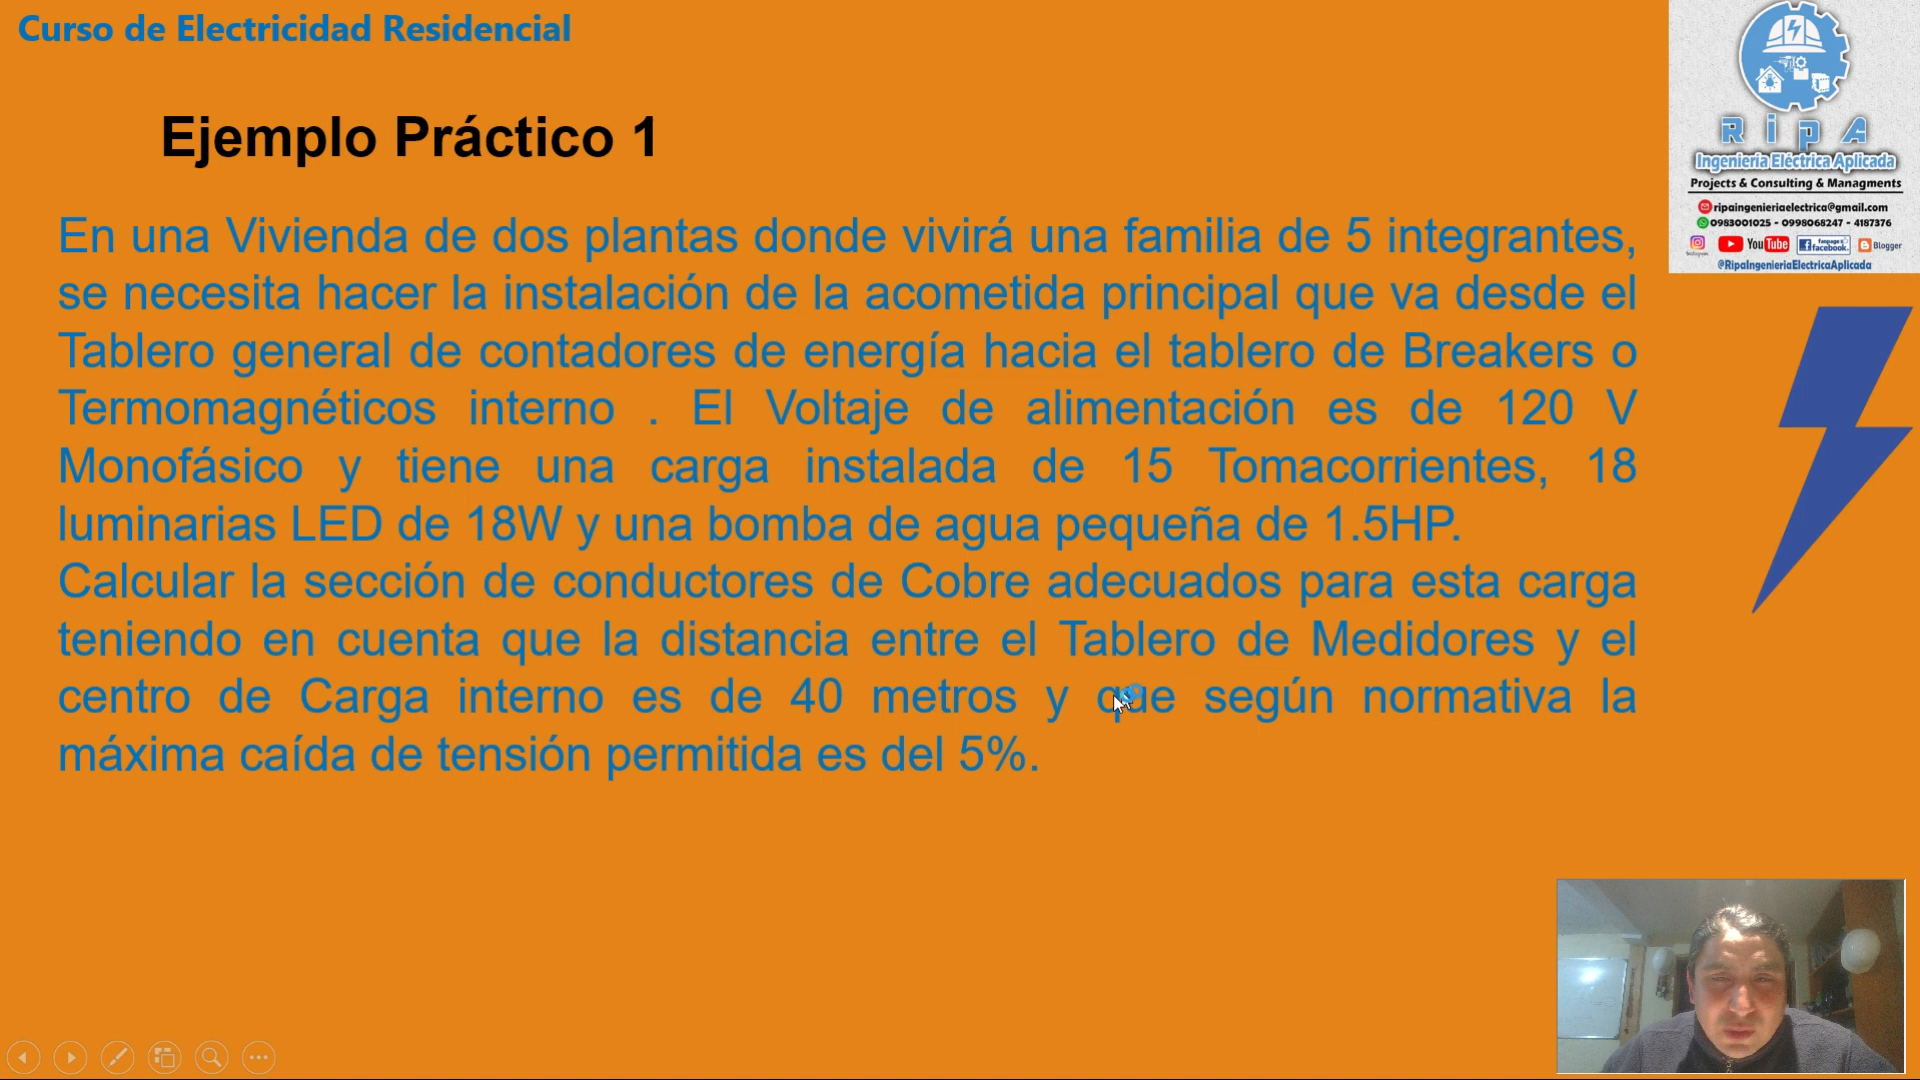 Curso de Electricidad Residencial
Ejemplo Práctico 1
En una Vivienda de dos plantas donde vivirá una familia de 5 integrantes,
se necesita hacer la instalación de la acometida principal que va desde el
Tablero general de contadores de energía hacia el tablero de Breakers o
Termomagnéticos interno . El Voltaje de alimentación es de 120 V
Monofásico y tiene una carga instalada de 15 Tomacorrientes, 18
luminarias LED de 18W y una bomba de agua pequeña de 1.5HP.
Calcular la sección de conductores de Cobre adecuados para esta carga
teniendo en cuenta que la distancia entre el Tablero de Medidores y el
centro de Carga interno es de 40 metros y que según normativa la
máxima caída de tensión permitida es del 5%.
RiPA
Ingenieria Eléctrica Aplicada
Projects & Consulting & Managments
ripaingenieriaelectrica@gmail.com
0983001025 - 0998068247 - 4187376
YouTube facebook. Blogger
@RipaIngenieriaElectricaAplicada